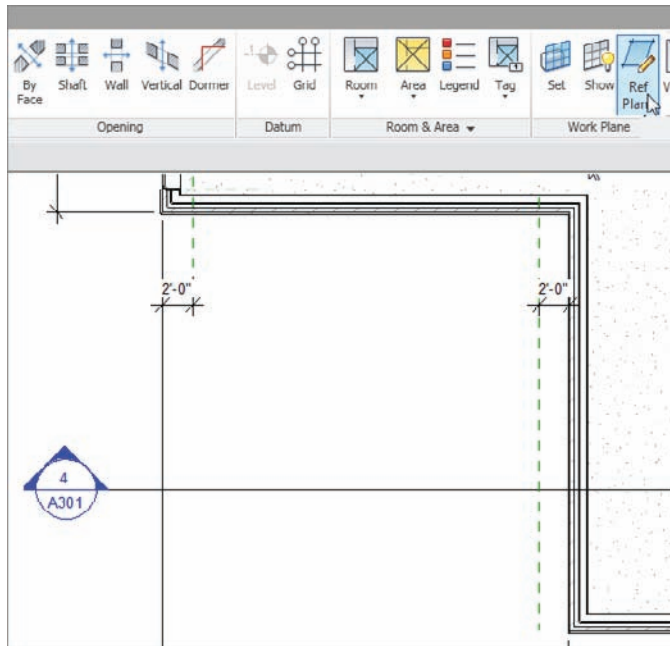 By Face
Shaft
Wall
Vertical
Dormer
Level
Grid
Room
Area
Legend
Tag
Set
Show
Ref
Opening
Datum
Room & Area
Work Plane
2'-0"
2'-0"
4
A301